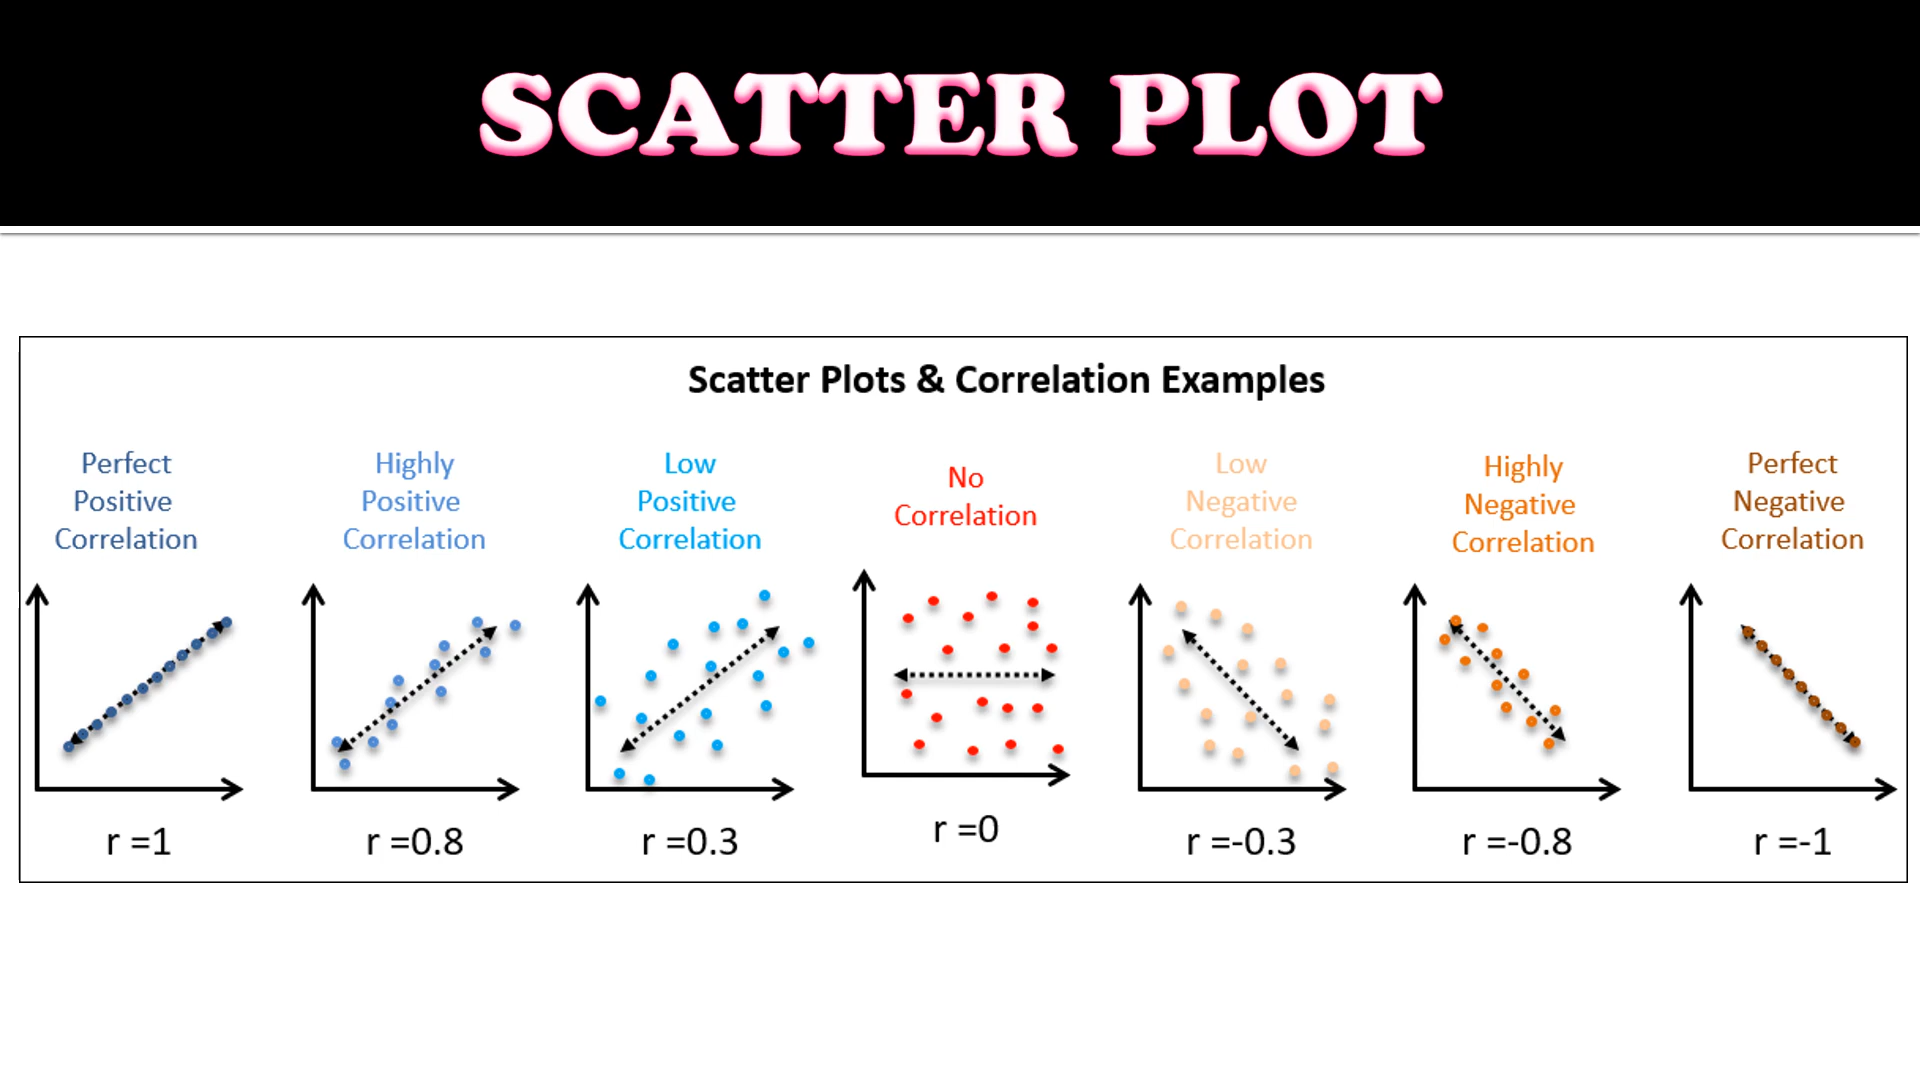 SCATTER PLOT
Scatter Plots & Correlation Examples
Perfect
Positive
Correlation
r =1
Highly
Positive
Correlation
r =0.8
Low
Positive
Correlation
r =0.3
No
Correlation
r =0
Low
Negative
Correlation
r =-0.3
Highly
Negative
Correlation
r =-0.8
Perfect
Negative
Correlation
r =-1